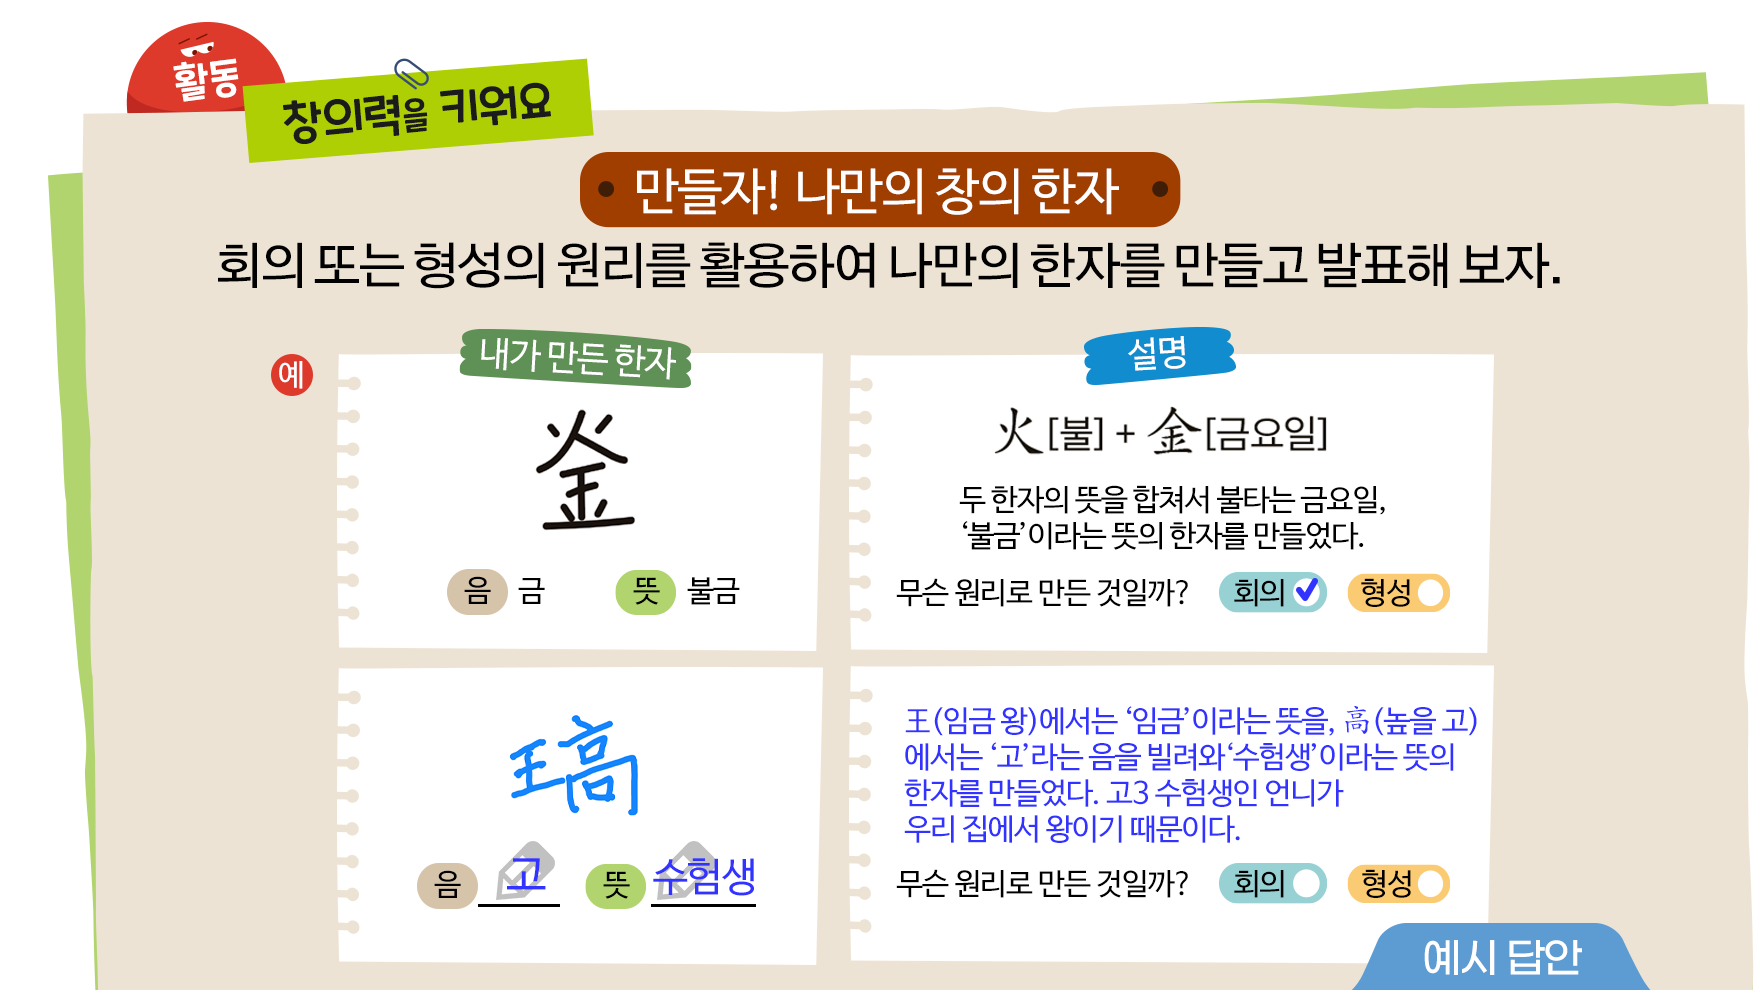 활동
창의력을 키워요
만들자! 나만의 창의 한자
회의 또는 형성의 원리를 활용하여 나만의 한자를 만들고 발표해 보자.
예
내가 만든 한자
음 금 뜻 불금
설명
火[불] + 金[금요일]
두 한자의 뜻을 합쳐서 불타는 금요일,
‘불금’이라는 뜻의 한자를 만들었다.
무슨 원리로 만든 것일까? 회의 형성
음 고 뜻 수험생
王(임금 왕)에서는 ‘임금’이라는 뜻을, 高(높을 고)
에서는 ‘고’라는 음을 빌려와‘수험생’이라는 뜻의
한자를 만들었다. 고3 수험생인 언니가
우리 집에서 왕이기 때문이다.
무슨 원리로 만든 것일까? 회의 형성
예시 답안